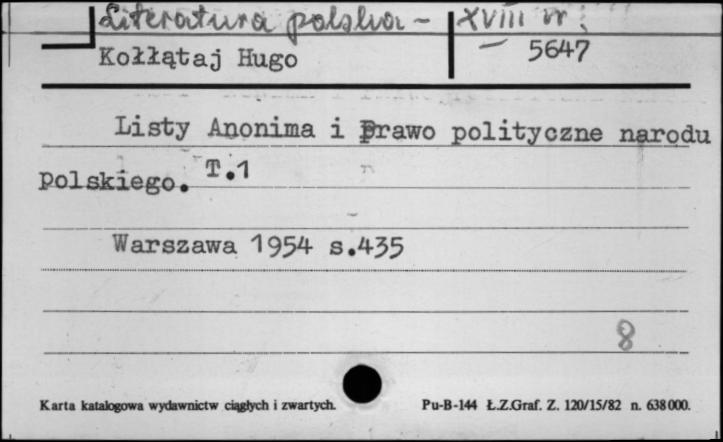 Literatura polska - XVIII w.
Kołłątaj Hugo
5647
Listy Anonima i Prawo polityczne narodu
polskiego. T.1
Warszawa 1954 s.435
8
Karta katalogowa wydawnictw ciągłych i zwartych.
Pu-B-144 Ł.Z.Graf. Z. 120/15/82 n. 638000.